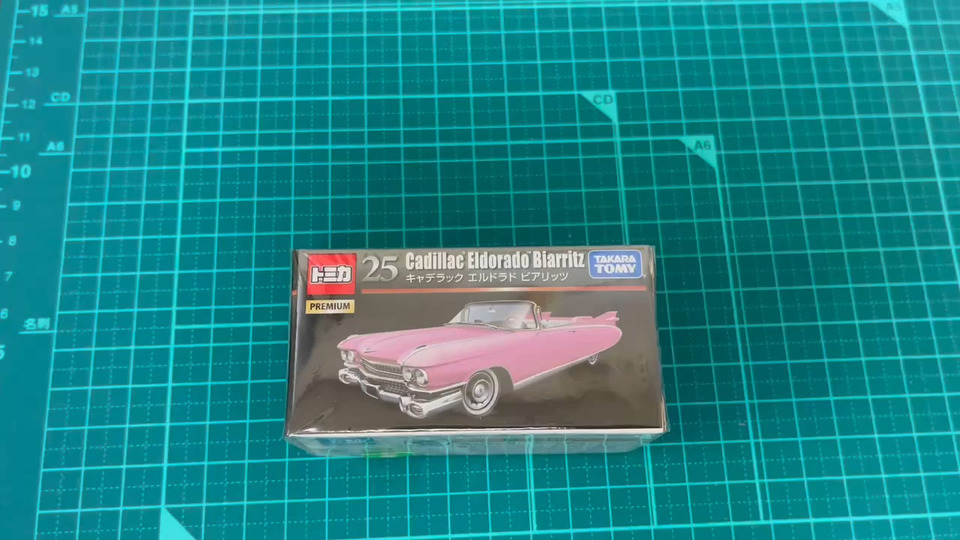 15 A5
14
13
12 CD
11
A6
10
9
8
7
6
名刺
5
A5
CD
A6
トミカ
PREMIUM
25
Cadillac Eldorado Biarritz
キャデラック エルドラド ビアリッツ
TAKARA
TOMY